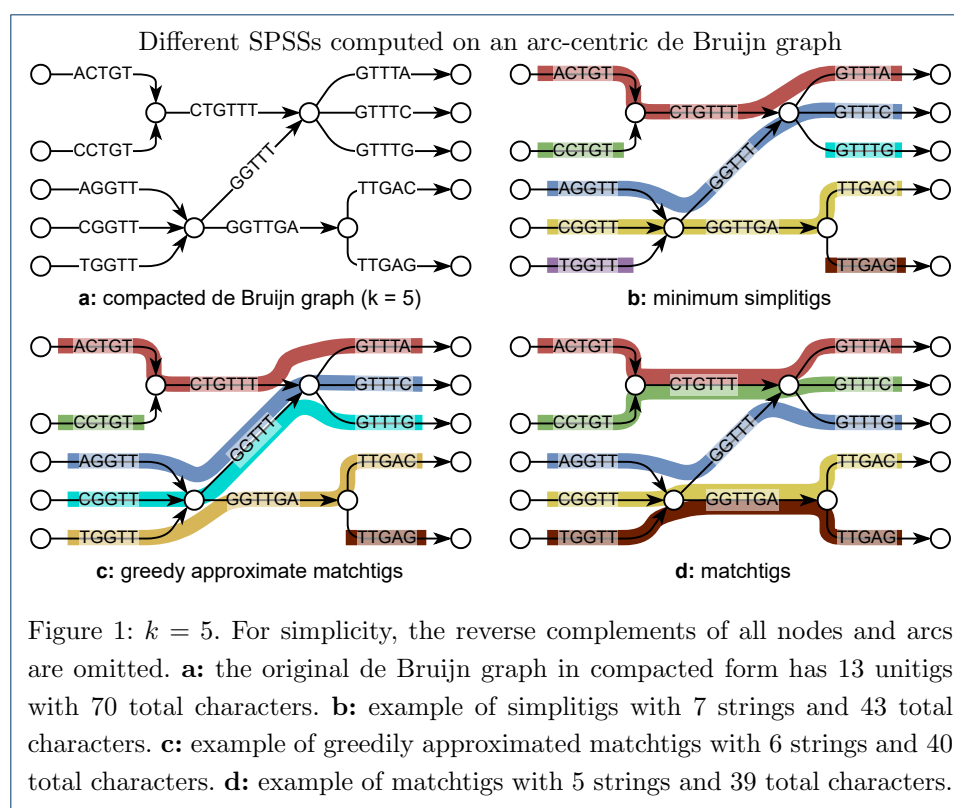 Different SPSSs computed on an arc-centric de Bruijn graph
ACTGT
GTTTA
CTGTTT
GTTTC
CCTGT
GTTTG
GGTTT
AGGTT
TTGAC
CGGTT
GGTTGA
TGGTT
TTGAG
a: compacted de Bruijn graph (k = 5)
ACTGT
GTTTA
CTGTTT
GTTTC
CCTGT
GTTTG
GGTTT
AGGTT
TTGAC
CGGTT
GGTTGA
TGGTT
TTGAG
b: minimum simplitigs
ACTGT
GTTTA
CTGTTT
GTTTC
CCTGT
GTTTG
GGTTT
AGGTT
TTGAC
CGGTT
GGTTGA
TGGTT
TTGAG
c: greedy approximate matchtigs
ACTGT
GTTTA
CTGTTT
GTTTC
CCTGT
GTTTG
GGTTT
AGGTT
TTGAC
CGGTT
GGTTGA
TGGTT
TTGAG
d: matchtigs
Figure 1: k = 5. For simplicity, the reverse complements of all nodes and arcs
are omitted. a: the original de Bruijn graph in compacted form has 13 unitigs
with 70 total characters. b: example of simplitigs with 7 strings and 43 total
characters. c: example of greedily approximated matchtigs with 6 strings and 40
total characters. d: example of matchtigs with 5 strings and 39 total characters.